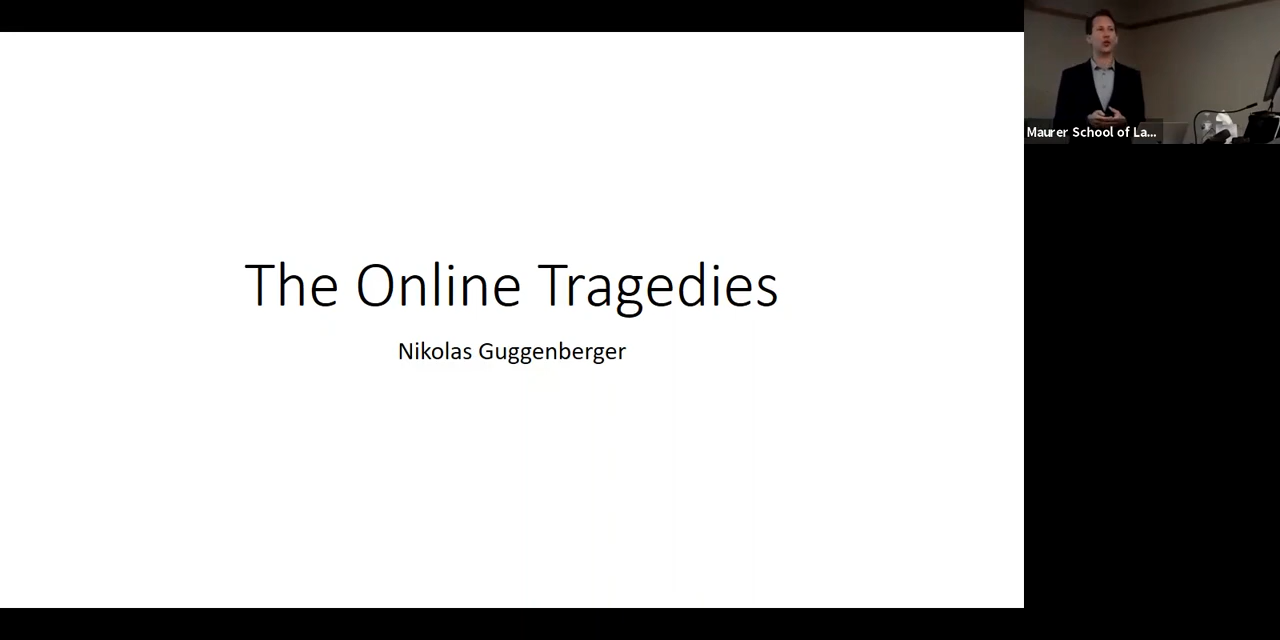 The Online Tragedies
Nikolas Guggenberger
Maurer School of La...